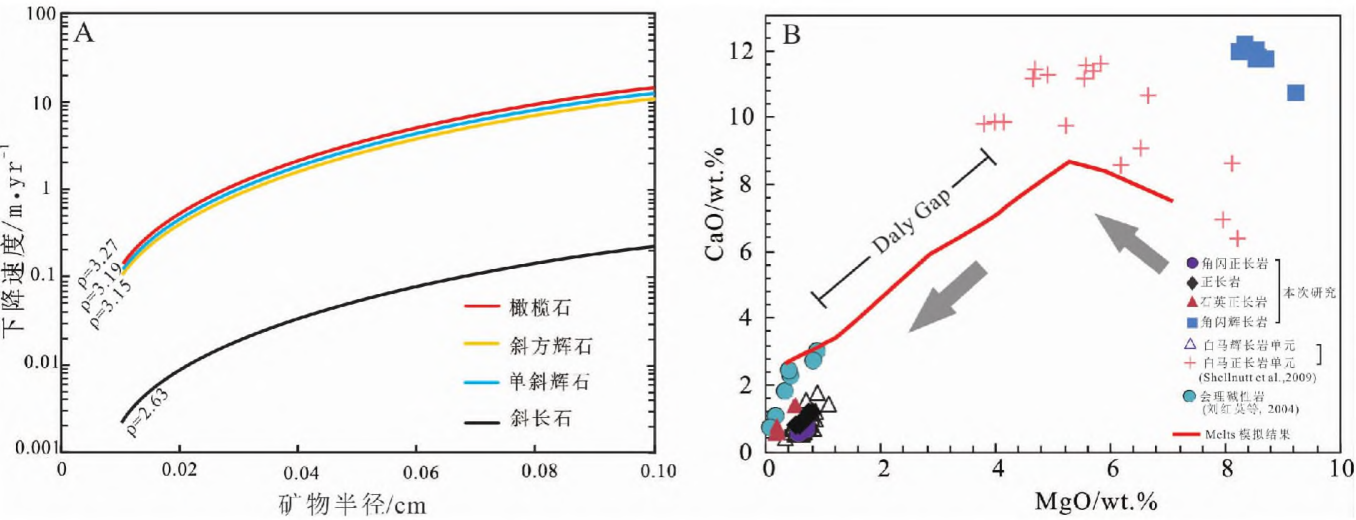 A
100
10
1
0.1
0.01
0.001
下降速度/m•yr⁻¹
ρ=3.27
ρ=3.19
ρ=3.15
ρ=2.63
橄榄石
斜方辉石
单斜辉石
斜长石
0
0.02
0.04
0.06
0.08
0.10
矿物半径/cm
B
12
10
8
6
4
2
0
CaO/wt.%
Daly Gap
角闪正长岩
正长岩
石英正长岩
角闪辉长岩
本次研究
白马辉长岩单元
白马正长岩单元
(Shellnutt et al.,2009)
会理碱性岩
(刘红英等, 2004)
Melts 模拟结果
0
2
4
6
8
10
MgO/wt.%